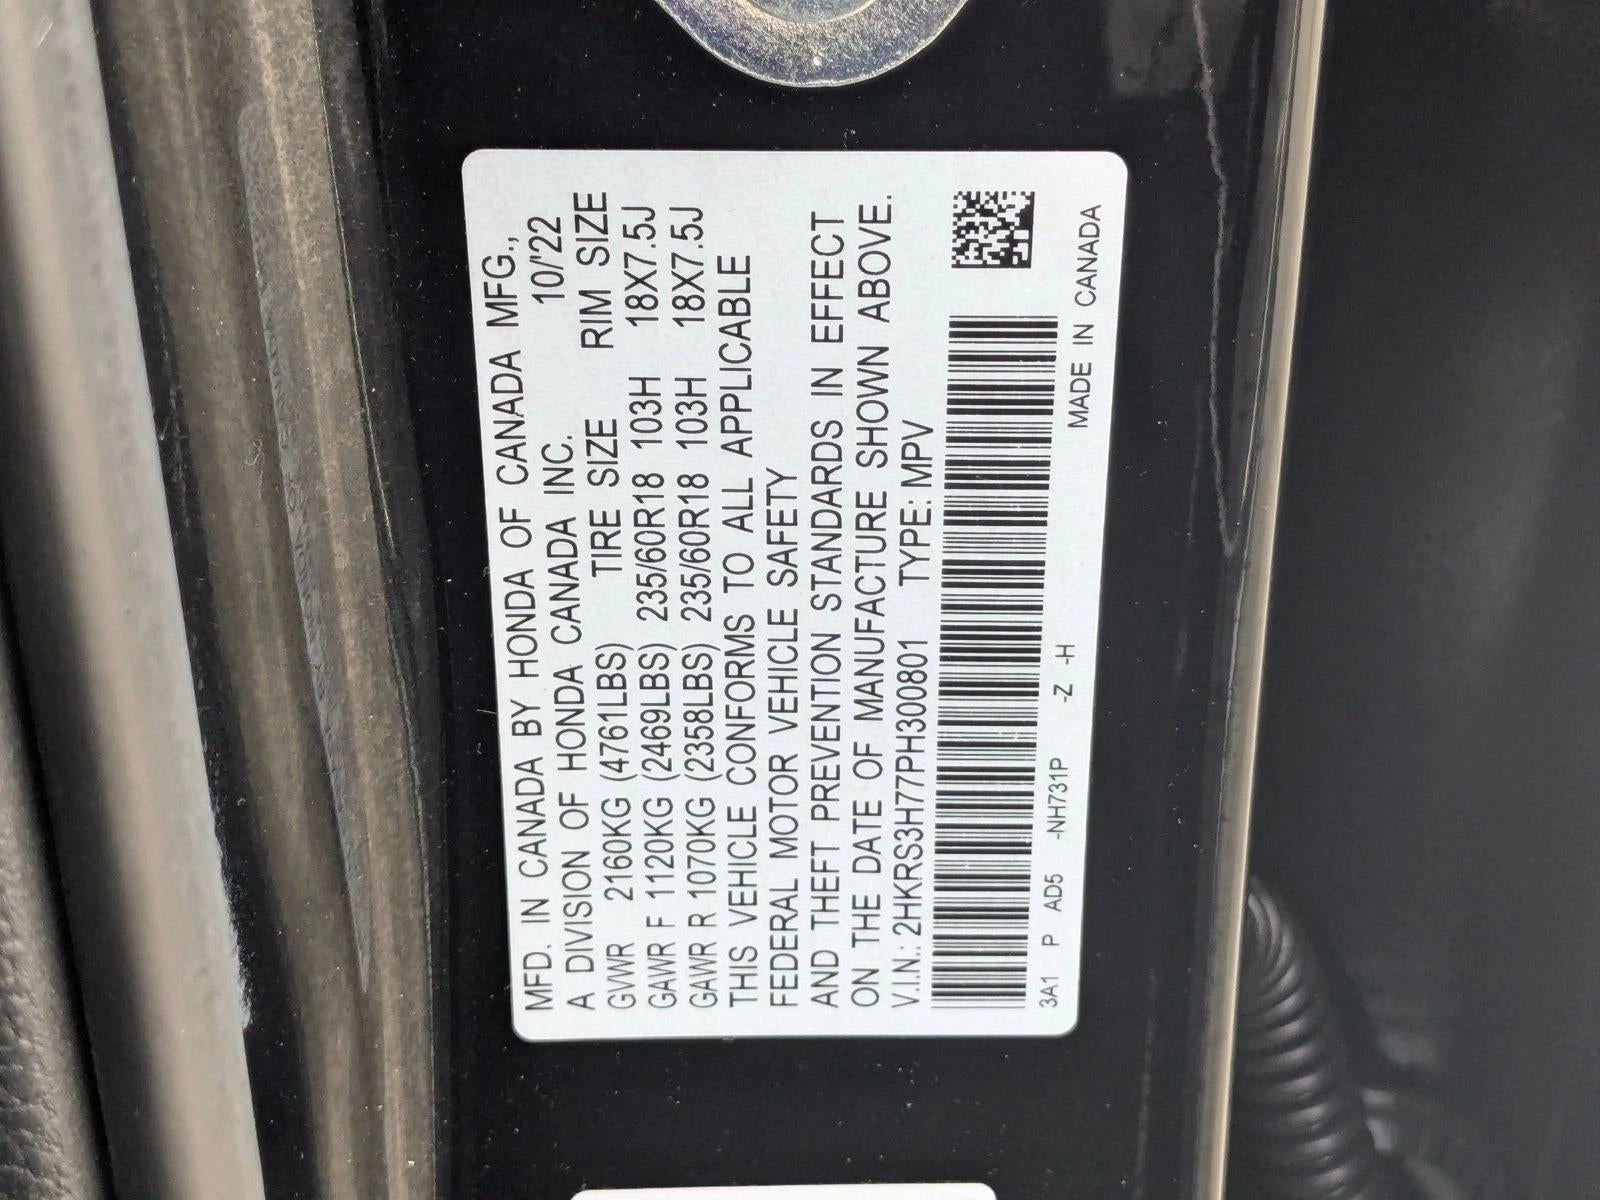 MFD. IN CANADA BY HONDA OF CANADA MFG.,
A DIVISION OF HONDA CANADA INC. 10/'22
GVWR 2160KG (4761LBS) TIRE SIZE RIM SIZE
GAWR F 1120KG (2469LBS) 235/60R18 103H 18X7.5J
GAWR R 1070KG (2358LBS) 235/60R18 103H 18X7.5J
THIS VEHICLE CONFORMS TO ALL APPLICABLE
FEDERAL MOTOR VEHICLE SAFETY
AND THEFT PREVENTION STANDARDS IN EFFECT
ON THE DATE OF MANUFACTURE SHOWN ABOVE.
V.I.N.: 2HKRS3H77PH300801 TYPE: MPV
3A1 P AD5 -NH731P -Z -H MADE IN CANADA